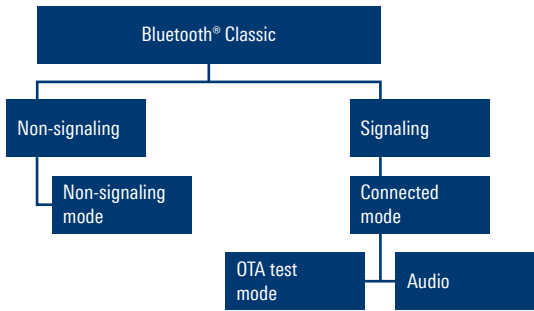 Bluetooth® Classic
Non-signaling
Signaling
Non-signaling
mode
Connected
mode
OTA test
mode
Audio